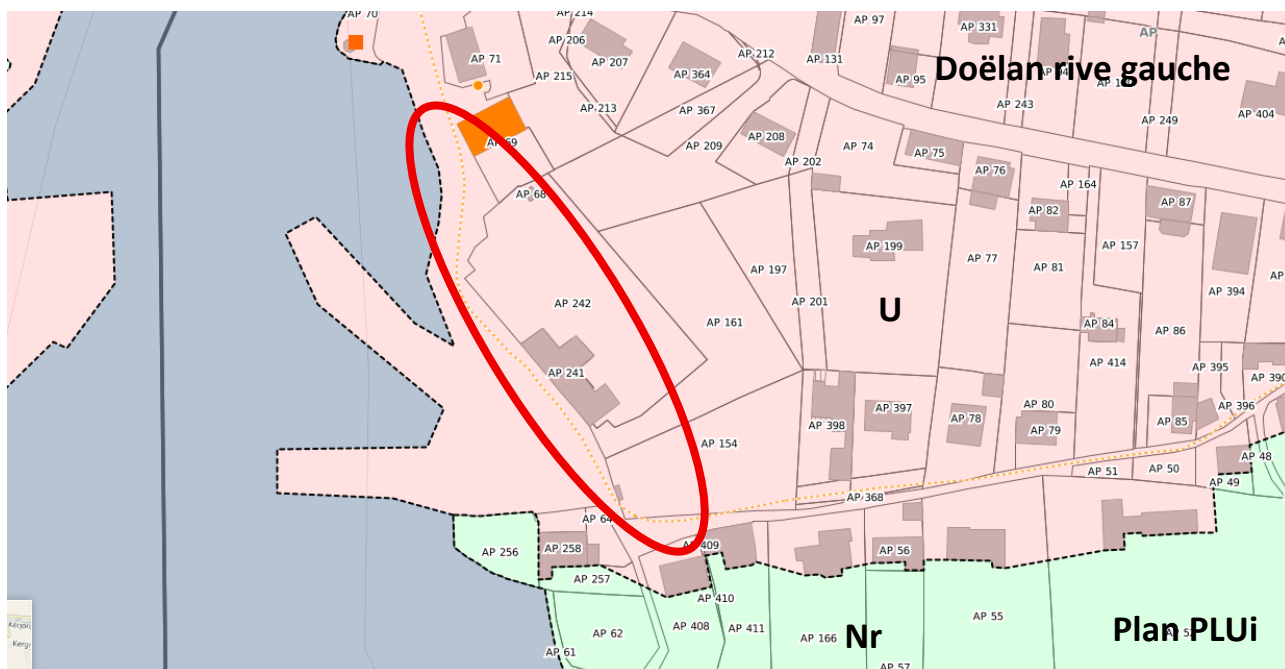 AP 70
AP 214
AP 97
AP 331
AP
AP 206
AP 212
AP 71
AP 207
AP 131
Doëlan rive gauche
AP 215
AP 364
AP 95
AP 213
AP 367
AP 243
AP 249
AP 404
AP 208
AP 209
AP 74
AP 75
AP 202
AP 76
AP 164
AP 68
AP 82
AP 87
AP 199
AP 157
AP 77
AP 81
AP 197
AP 394
AP 242
AP 201
U
AP 161
AP 84
AP 86
AP 414
AP 395
AP 241
AP 390
AP 80
AP 397
AP 396
AP 78
AP 85
AP 398
AP 79
AP 154
AP 48
AP 51
AP 50
AP 49
AP 368
AP 64
AP 409
AP 258
AP 56
AP 256
AP 257
AP 410
AP 55
AP 62
AP 408
AP 411
AP 166
Nr
Plan PLUi
AP 61
AP 57